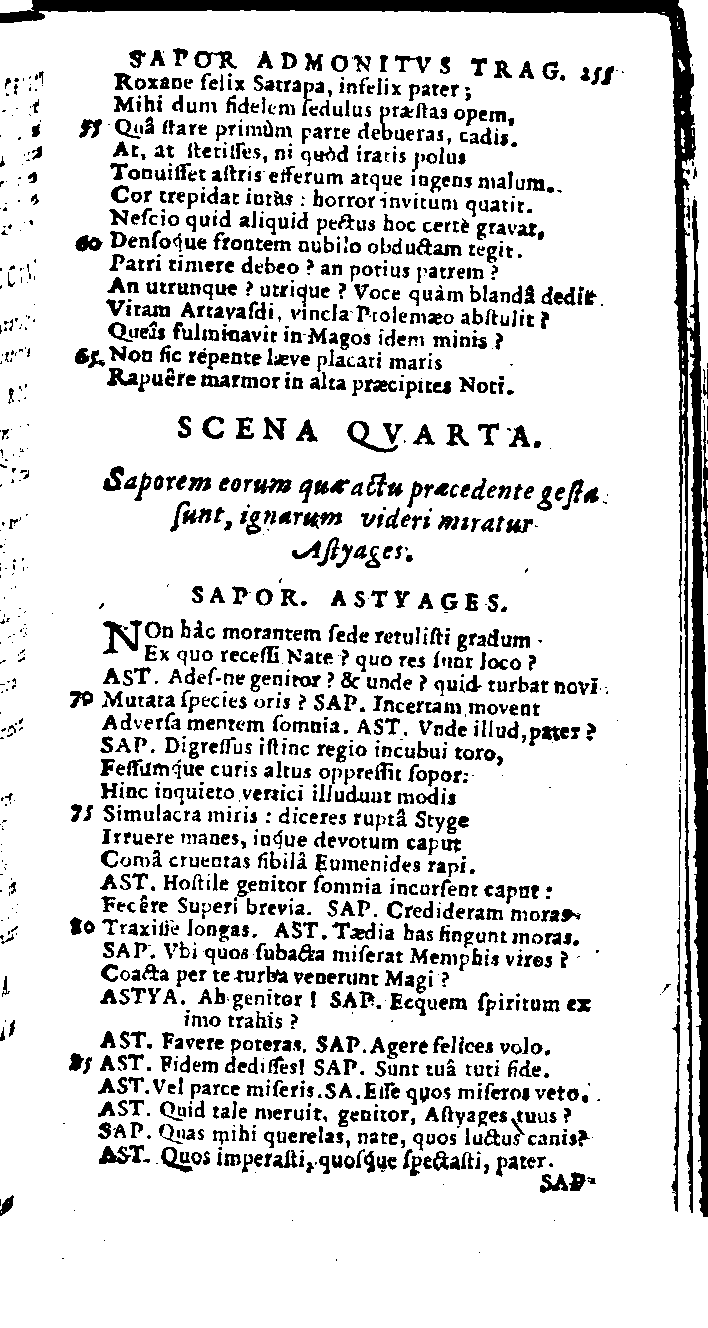 SAPOR ADMONITVS TRAG. 255
Roxane felix Satrapa, infelix pater;
Mihi dum fidelem sedulus præstas opem,
55 Quâ stare primùm parte debueras, cadis.
At, at stetisses, ni quòd iratis polus
Tonuisset astris efferum atque ingens malum.
Cor trepidat intùs : horror invitum quatit.
Nescio quid aliquid pectus hoc certè gravat,
60 Densoque frontem nubilo obductam tegit.
Patri timere debeo ? an potius patrem ?
An utrunque ? utrique ? Voce quàm blandâ dedit
Vitam Artavasdi, vincla Ptolemæo abstulit ?
Queîs fulminavit in Magos idem minis ?
65 Non sic repente læve placari maris
Rapuêre marmor in alta præcipites Noti.
SCENA QVARTA.
Saporem eorum quæ actu præcedente gesta
sunt, ignarum videri miratur
Astyages.
SAPOR. ASTYAGES.
NOn hâc morantem sede retulisti gradum
Ex quo recessi Nate ? quo res sunt loco ?
AST. Ades-ne genitor ? & unde ? quid turbat novi
70 Mutata species oris ? SAP. Incertam movent
Adversa mentem somnia. AST. Vnde illud, pater ?
SAP. Digressus istinc regio incubui toro,
Fessumque curis altus oppressit sopor:
Hinc inquieto vertici illudunt modis
75 Simulacra miris : diceres ruptâ Styge
Irruere manes, inque devotum caput
Comâ cruentas sibilâ Eumenides rapi.
AST. Hostile genitor somnia incursent caput :
Fecêre Superi brevia. SAP. Credideram moras
80 Traxisse longas. AST. Tædia has fingunt moras.
SAP. Vbi quos subacta miserat Memphis viros ?
Coacta per te turba venerunt Magi ?
ASTYA. Ah genitor ! SAP. Ecquem spiritum ex
imo trahis ?
AST. Favere poteras. SAP. Agere felices volo.
85 AST. Fidem dedisses! SAP. Sunt tuâ tuti fide.
AST. Vel parce miseris. SA. Esse quos miseros veto.
AST. Quid tale meruit, genitor, Astyages tuus ?
SAP. Quas mihi querelas, nate, quos luctus canis?
AST. Quos imperasti, quosque spectasti, pater.
SAP